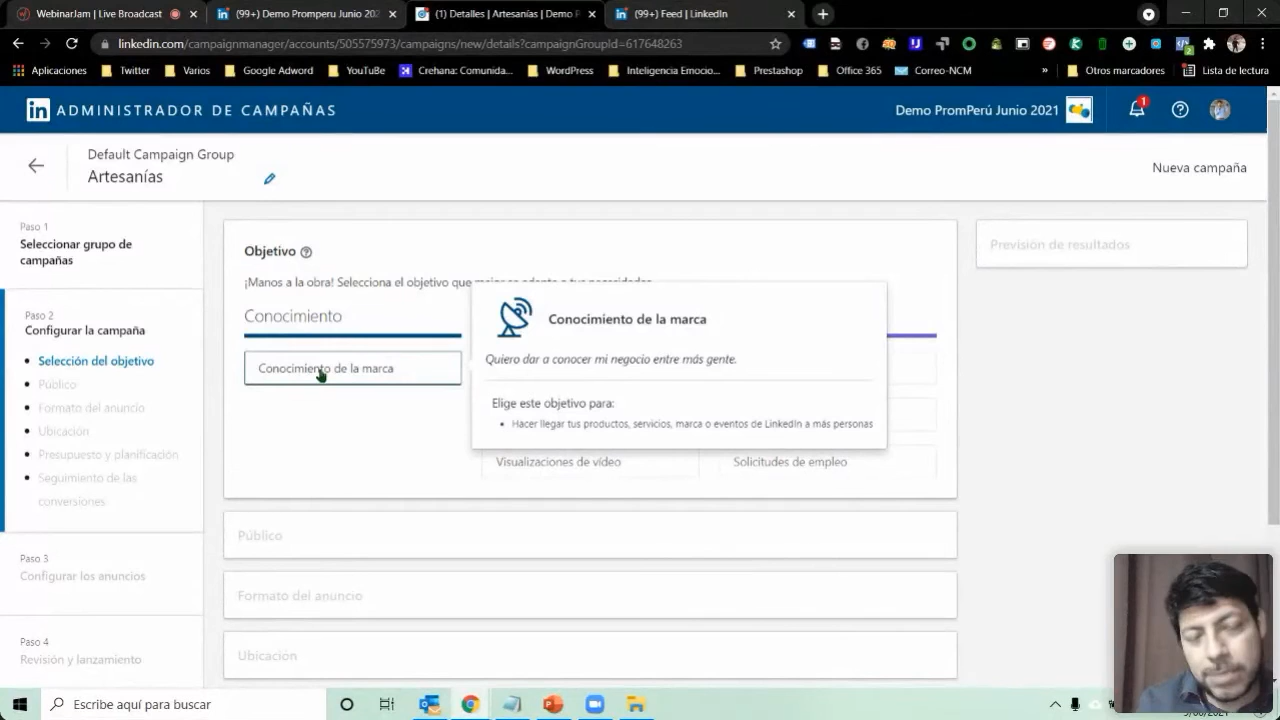 WebinarJam | Live Broadcast
(99+) Demo Promperu Junio 202
(1) Detalles | Artesanías | Demo P
(99+) Feed | LinkedIn
linkedin.com/campaignmanager/accounts/505575973/campaigns/new/details?campaignGroupId=617648263
Aplicaciones
Twitter
Varios
Google Adword
YouTube
Crehana: Comunida...
WordPress
Inteligencia Emocio...
Prestashop
Office 365
Correo-NCM
»
Otros marcadores
Lista de lectura
in ADMINISTRADOR DE CAMPAÑAS
Demo PromPerú Junio 2021
1
Default Campaign Group
Artesanías
Nueva campaña
Paso 1
Seleccionar grupo de
campañas
Paso 2
Configurar la campaña
Selección del objetivo
Público
Formato del anuncio
Ubicación
Presupuesto y planificación
Seguimiento de las
conversiones
Paso 3
Configurar los anuncios
Paso 4
Revisión y lanzamiento
Objetivo
¡Manos a la obra! Selecciona el objetivo que
Conocimiento
Conocimiento de la marca
Conocimiento de la marca
Quiero dar a conocer mi negocio entre más gente.
Elige este objetivo para:
• Hacer llegar tus productos, servicios, marca o eventos de LinkedIn a más personas
Visualizaciones de vídeo
Solicitudes de empleo
Público
Formato del anuncio
Ubicación
Previsión de resultados
Escribe aquí para buscar